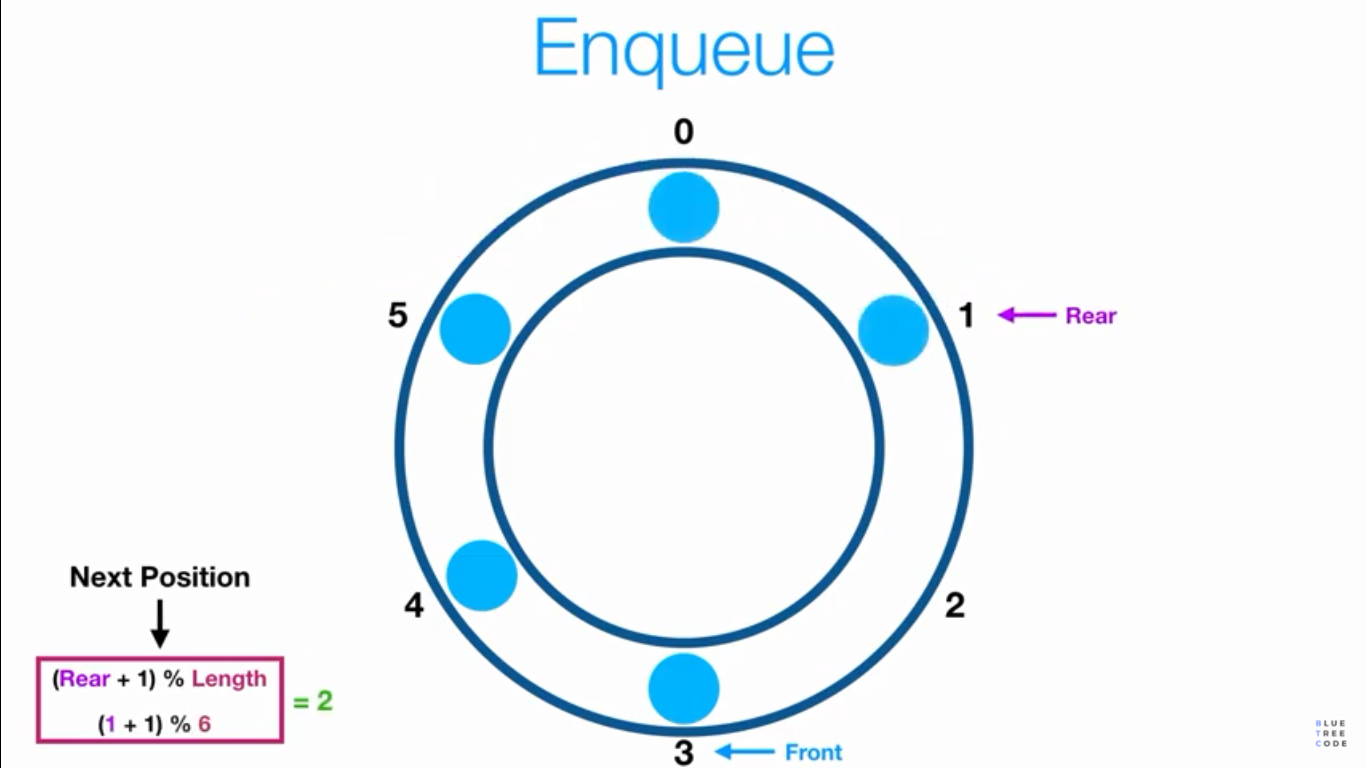 Enqueue
0
5
1
Rear
4
2
Next Position
(Rear + 1) % Length
(1 + 1) % 6
= 2
3
Front
BLUE
TREE
CODE